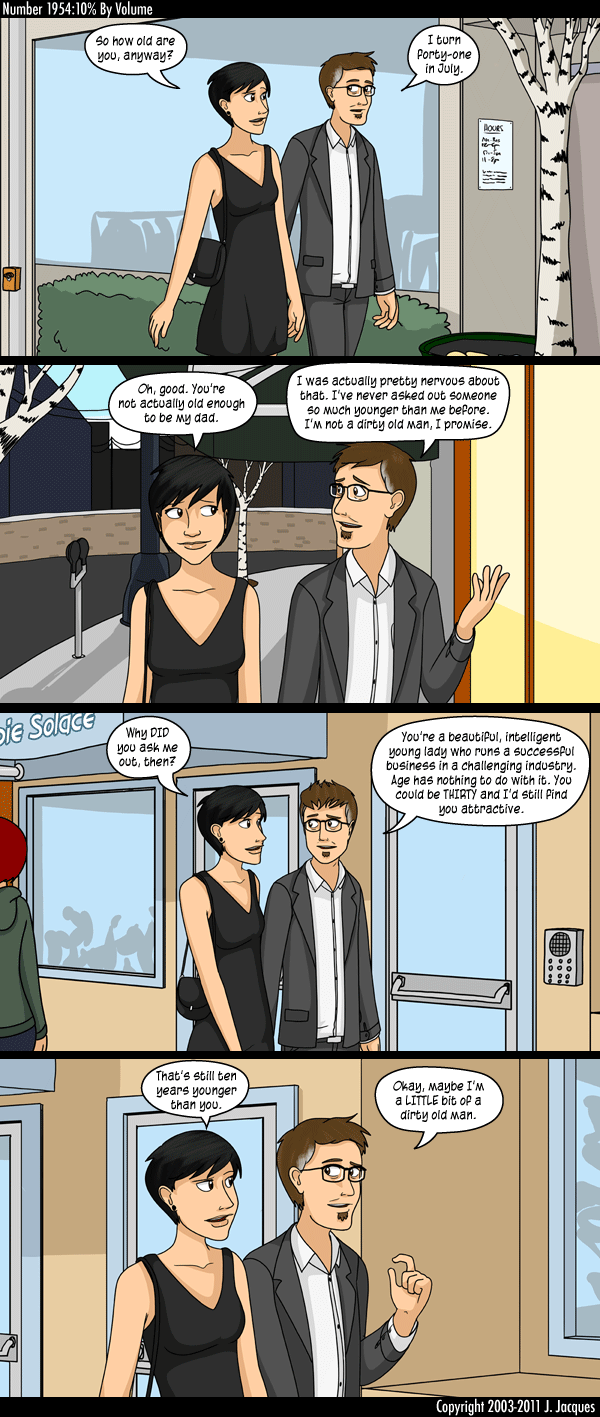 Number 1954:10% By Volume
So how old are
you, anyway?
I turn
forty-one
in July.
HOURS
Oh, good. You're
not actually old enough
to be my dad.
I was actually pretty nervous about
that. I've never asked out someone
so much younger than me before.
I'm not a dirty old man, I promise.
Solace
Why DID
you ask me
out, then?
You're a beautiful, intelligent
young lady who runs a successful
business in a challenging industry.
Age has nothing to do with it. You
could be THIRTY and I'd still find
you attractive.
That's still ten
years younger
than you.
Okay, maybe I'm
a LITTLE bit of a
dirty old man.
Copyright 2003-2011 J. Jacques